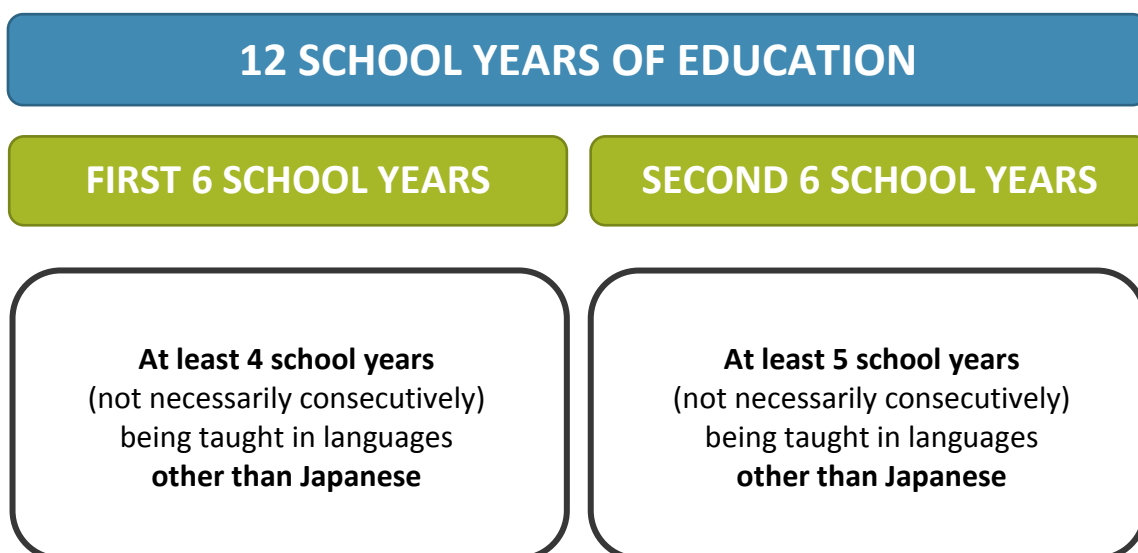 12 SCHOOL YEARS OF EDUCATION
FIRST 6 SCHOOL YEARS
SECOND 6 SCHOOL YEARS
At least 4 school years
(not necessarily consecutively)
being taught in languages
other than Japanese
At least 5 school years
(not necessarily consecutively)
being taught in languages
other than Japanese